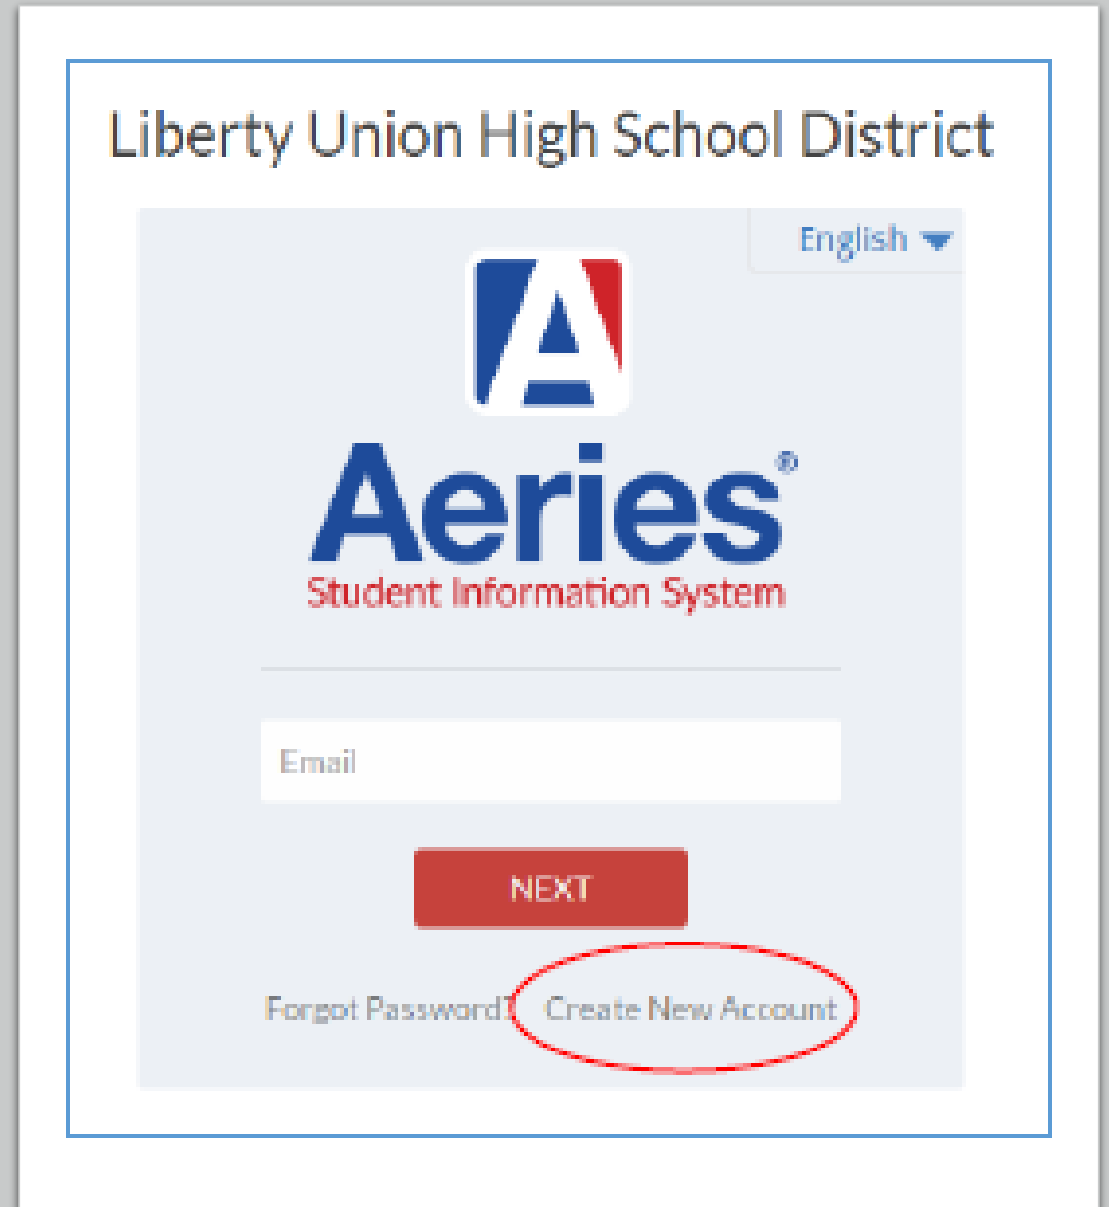 Liberty Union High School District
English
A
Aeries®
Student Information System
Email
NEXT
Forgot Password? Create New Account